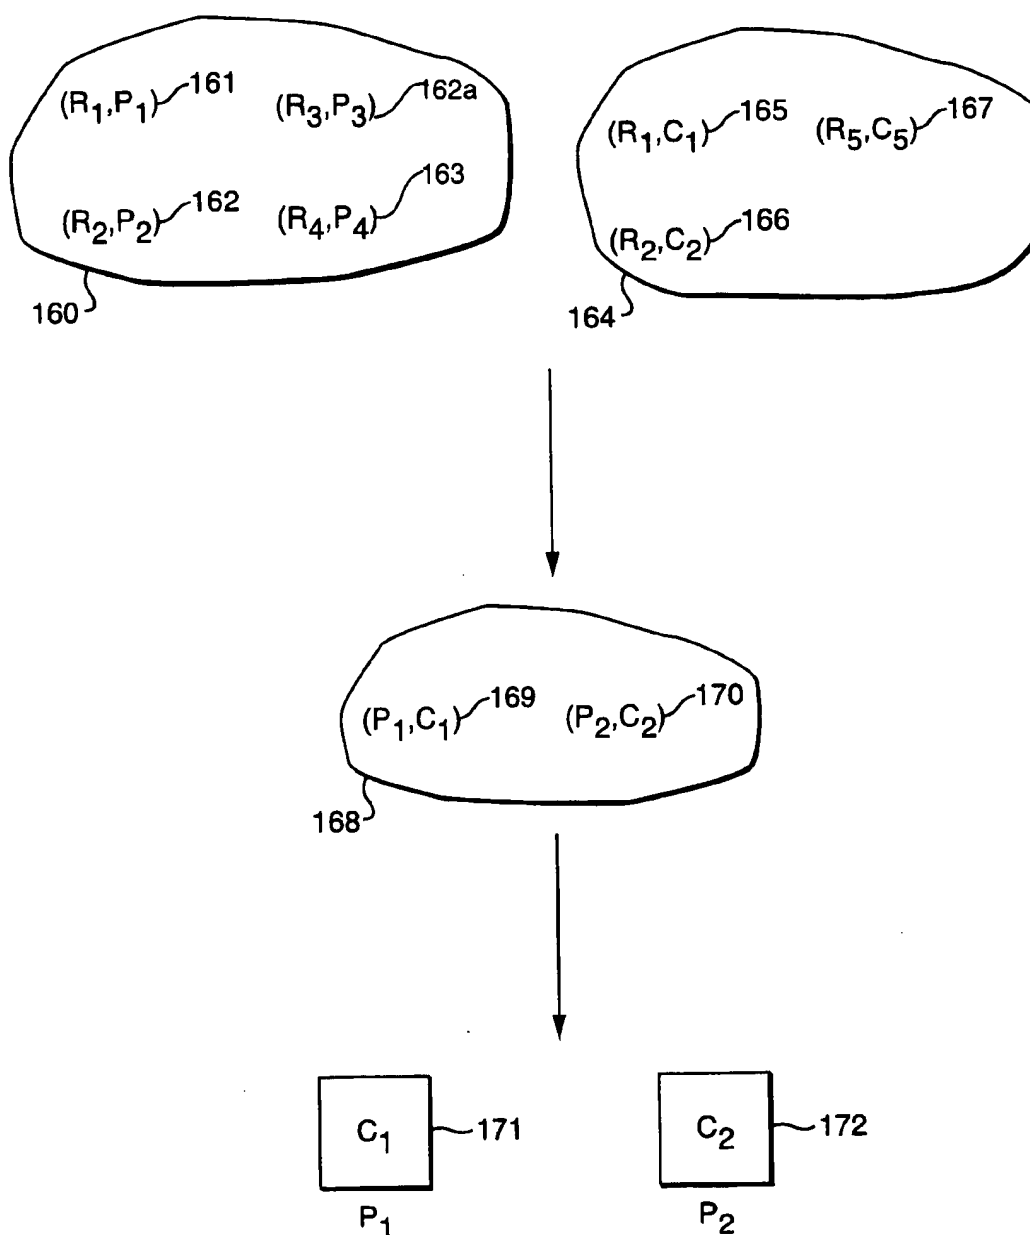 (R1,P1) 161 (R3,P3) 162a
(R2,P2) 162 (R4,P4) 163
160
(R1,C1) 165 (R5,C5) 167
(R2,C2) 166
164
(P1,C1) 169 (P2,C2) 170
168
C1 171 C2 172
P1 P2